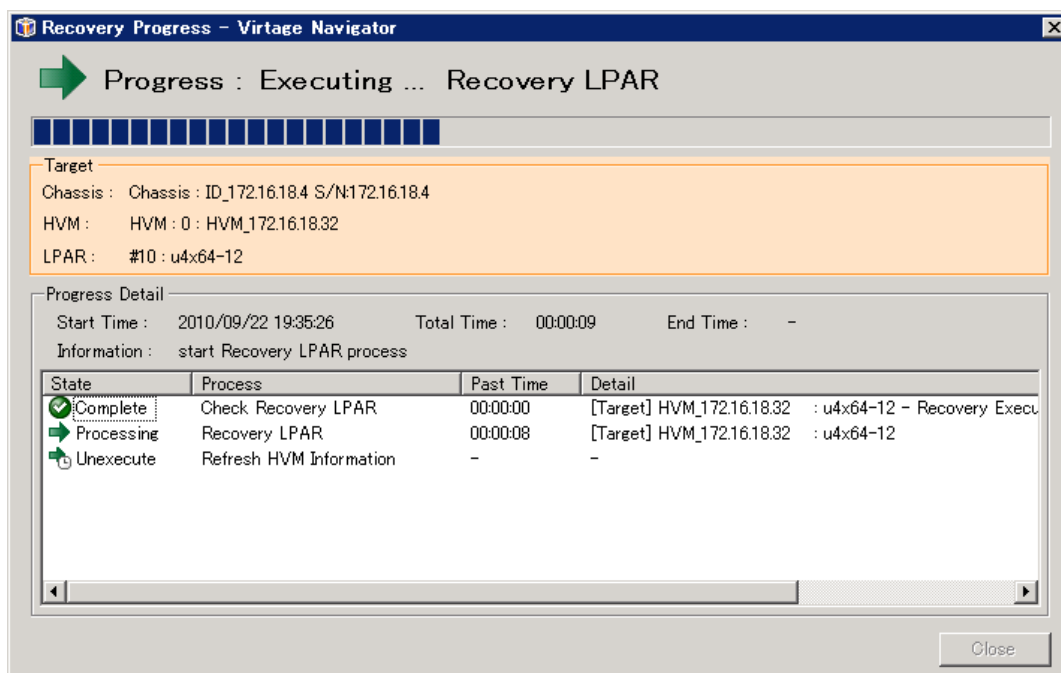 Recovery Progress - Virtage Navigator
Progress : Executing ... Recovery LPAR
Target
Chassis : Chassis : ID_172.16.18.4 S/N:172.16.18.4
HVM : HVM : 0 : HVM_172.16.18.32
LPAR : #10 : u4x64-12
Progress Detail
Start Time : 2010/09/22 19:35:26 Total Time : 00:00:09 End Time : -
Information : start Recovery LPAR process
State Process Past Time Detail
Complete Check Recovery LPAR 00:00:00 [Target] HVM_172.16.18.32 : u4x64-12 - Recovery Execu
Processing Recovery LPAR 00:00:08 [Target] HVM_172.16.18.32 : u4x64-12
Unexecute Refresh HVM Information - -
Close